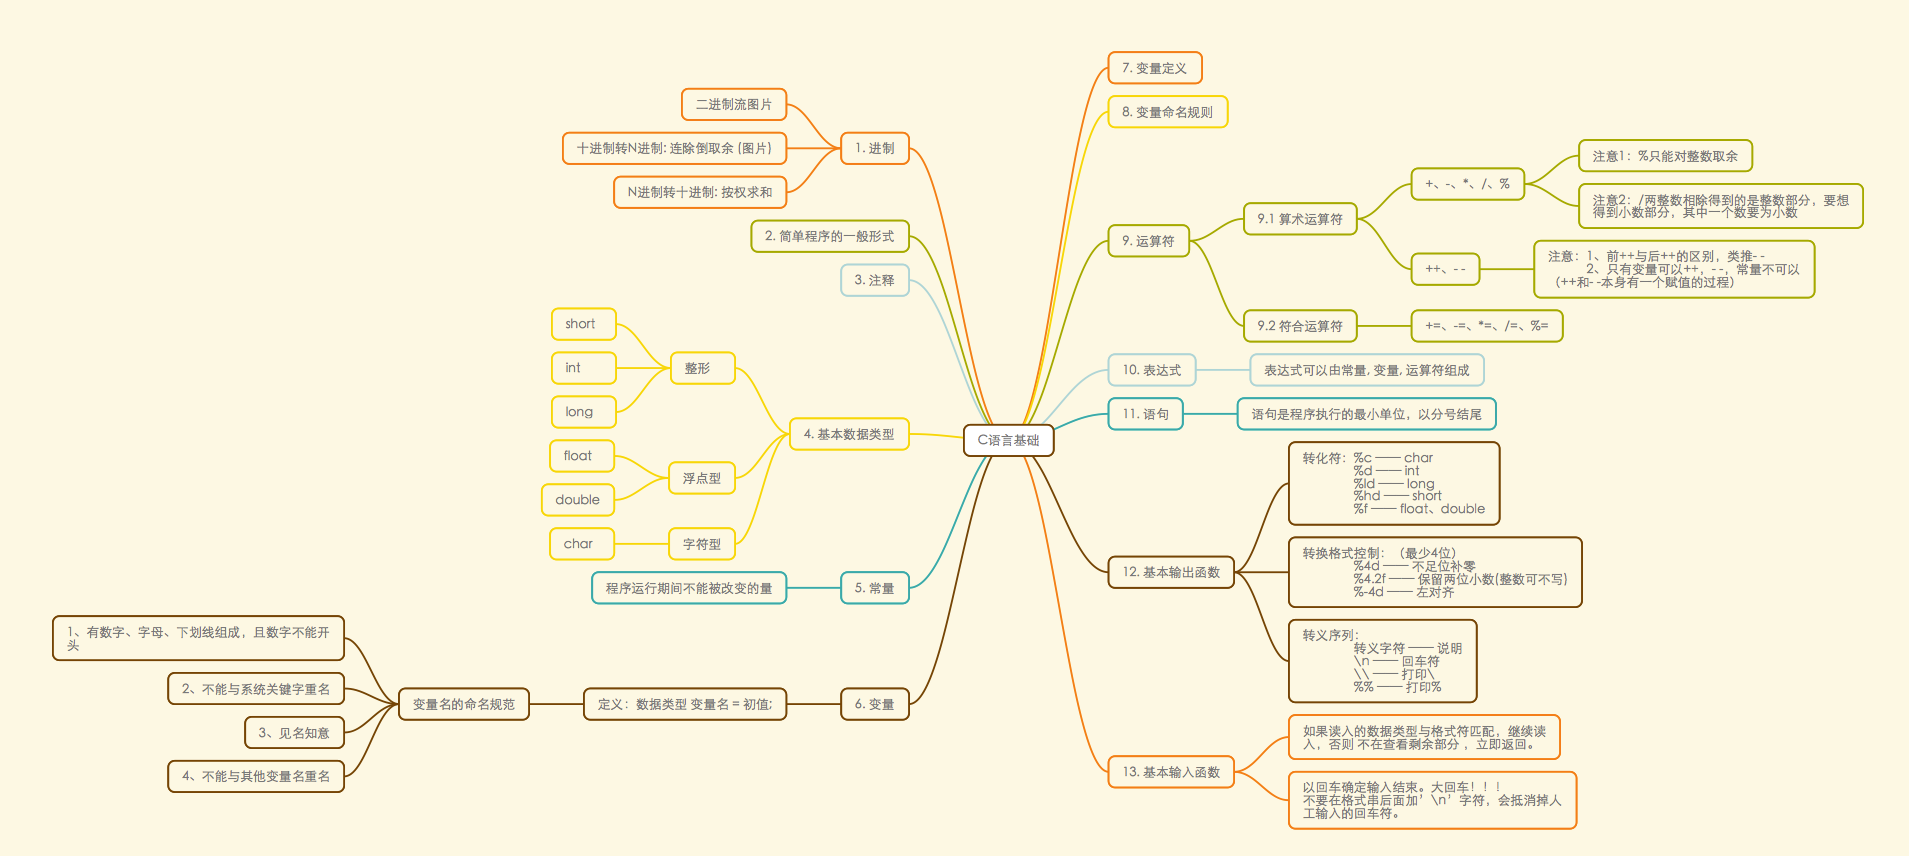 C语言基础
1. 进制
二进制流图片
十进制转N进制: 连除倒取余 (图片)
N进制转十进制: 按权求和
2. 简单程序的一般形式
3. 注释
4. 基本数据类型
整形
short
int
long
浮点型
float
double
字符型
char
5. 常量
程序运行期间不能被改变的量
6. 变量
定义：数据类型 变量名 = 初值;
变量名的命名规范
1、有数字、字母、下划线组成，且数字不能开
头
2、不能与系统关键字重名
3、见名知意
4、不能与其他变量名重名
7. 变量定义
8. 变量命名规则
9. 运算符
9.1 算术运算符
+、-、*、/、%
注意1：%只能对整数取余
注意2：/两整数相除得到的是整数部分，要想
得到小数部分，其中一个数要为小数
++、- -
注意：1、前++与后++的区别，类推- -
2、只有变量可以++，- -，常量不可以
（++和- -本身有一个赋值的过程）
9.2 符合运算符
+=、-=、*=、/=、%=
10. 表达式
表达式可以由常量, 变量, 运算符组成
11. 语句
语句是程序执行的最小单位，以分号结尾
12. 基本输出函数
转化符：%c —— char
%d —— int
%ld —— long
%hd —— short
%f —— float、double
转换格式控制：（最少4位）
%4d —— 不足位补零
%4.2f —— 保留两位小数(整数可不写)
%-4d —— 左对齐
转义序列：
转义字符 —— 说明
\n —— 回车符
\\ —— 打印\
%% —— 打印%
13. 基本输入函数
如果读入的数据类型与格式符匹配，继续读
入，否则 不在查看剩余部分 ，立即返回。
以回车确定输入结束。大回车！！！
不要在格式串后面加’\n’字符，会抵消掉人
工输入的回车符。